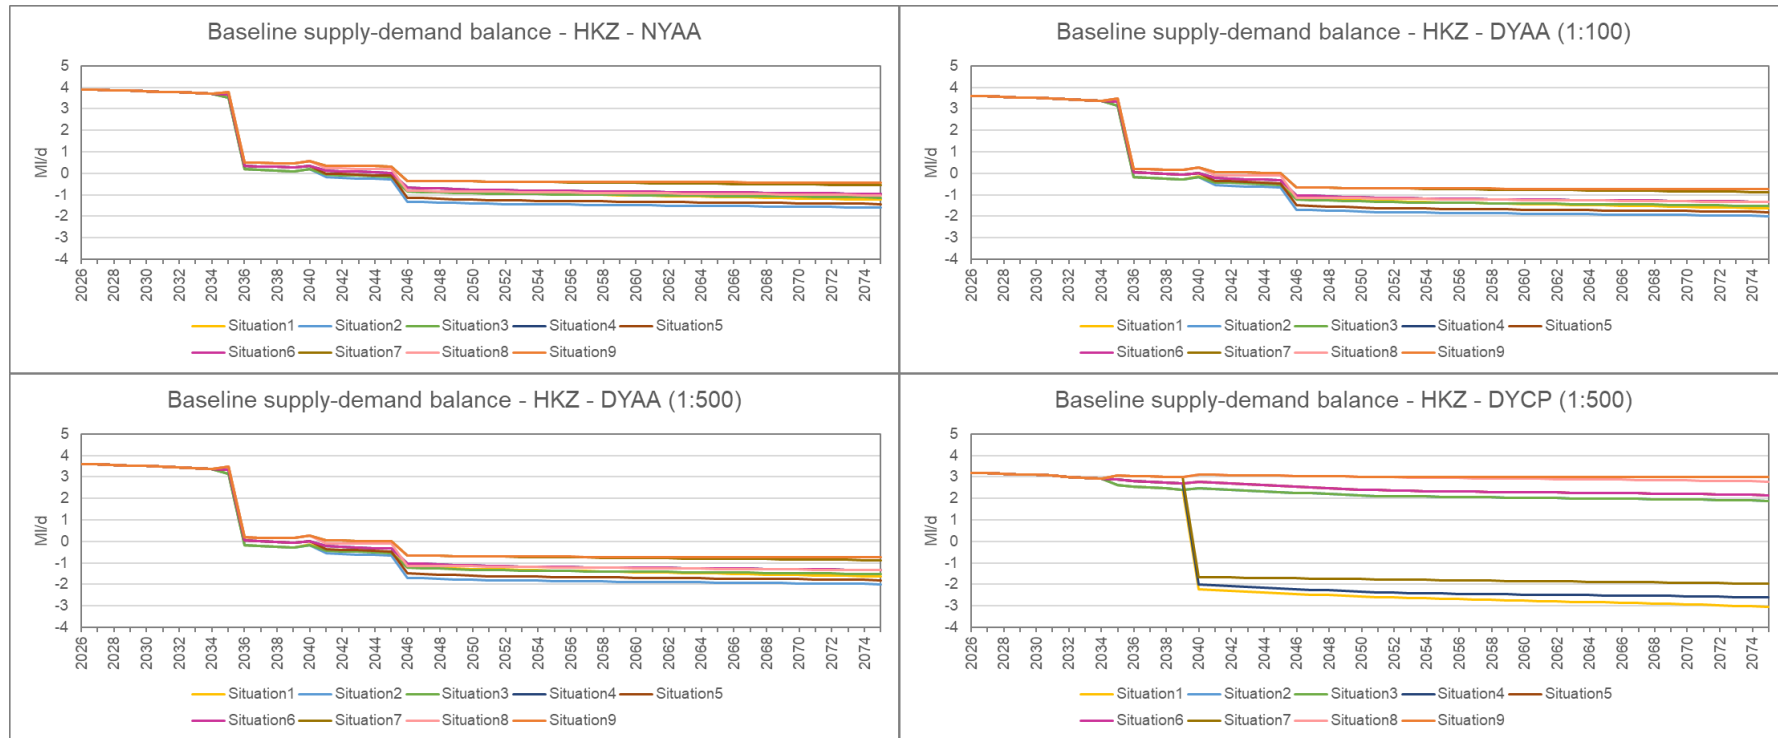 Baseline supply-demand balance - HKZ - NYAA
5
4
3
2
1
0
-1
-2
-3
-4
Ml/d
2026 2028 2030 2032 2034 2036 2038 2040 2042 2044 2046 2048 2050 2052 2054 2056 2058 2060 2062 2064 2066 2068 2070 2072 2074
Situation1 Situation2 Situation3 Situation4 Situation5
Situation6 Situation7 Situation8 Situation9
Baseline supply-demand balance - HKZ - DYAA (1:100)
5
4
3
2
1
0
-1
-2
-3
-4
Ml/d
2026 2028 2030 2032 2034 2036 2038 2040 2042 2044 2046 2048 2050 2052 2054 2056 2058 2060 2062 2064 2066 2068 2070 2072 2074
Situation1 Situation2 Situation3 Situation4 Situation5
Situation6 Situation7 Situation8 Situation9
Baseline supply-demand balance - HKZ - DYAA (1:500)
5
4
3
2
1
0
-1
-2
-3
-4
Ml/d
2026 2028 2030 2032 2034 2036 2038 2040 2042 2044 2046 2048 2050 2052 2054 2056 2058 2060 2062 2064 2066 2068 2070 2072 2074
Situation1 Situation2 Situation3 Situation4 Situation5
Situation6 Situation7 Situation8 Situation9
Baseline supply-demand balance - HKZ - DYCP (1:500)
5
4
3
2
1
0
-1
-2
-3
-4
Ml/d
2026 2028 2030 2032 2034 2036 2038 2040 2042 2044 2046 2048 2050 2052 2054 2056 2058 2060 2062 2064 2066 2068 2070 2072 2074
Situation1 Situation2 Situation3 Situation4 Situation5
Situation6 Situation7 Situation8 Situation9